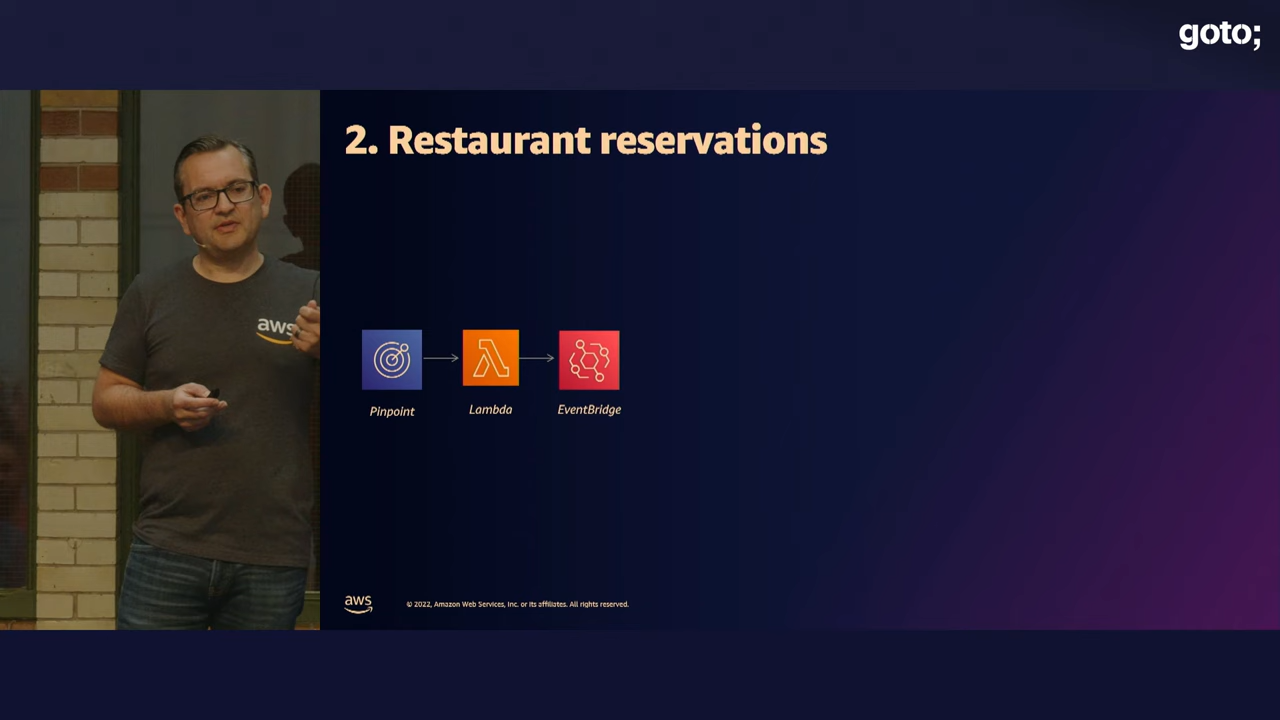 goto;
2. Restaurant reservations
aws
Pinpoint
Lambda
EventBridge
aws
© 2022, Amazon Web Services, Inc. or its affiliates. All rights reserved.